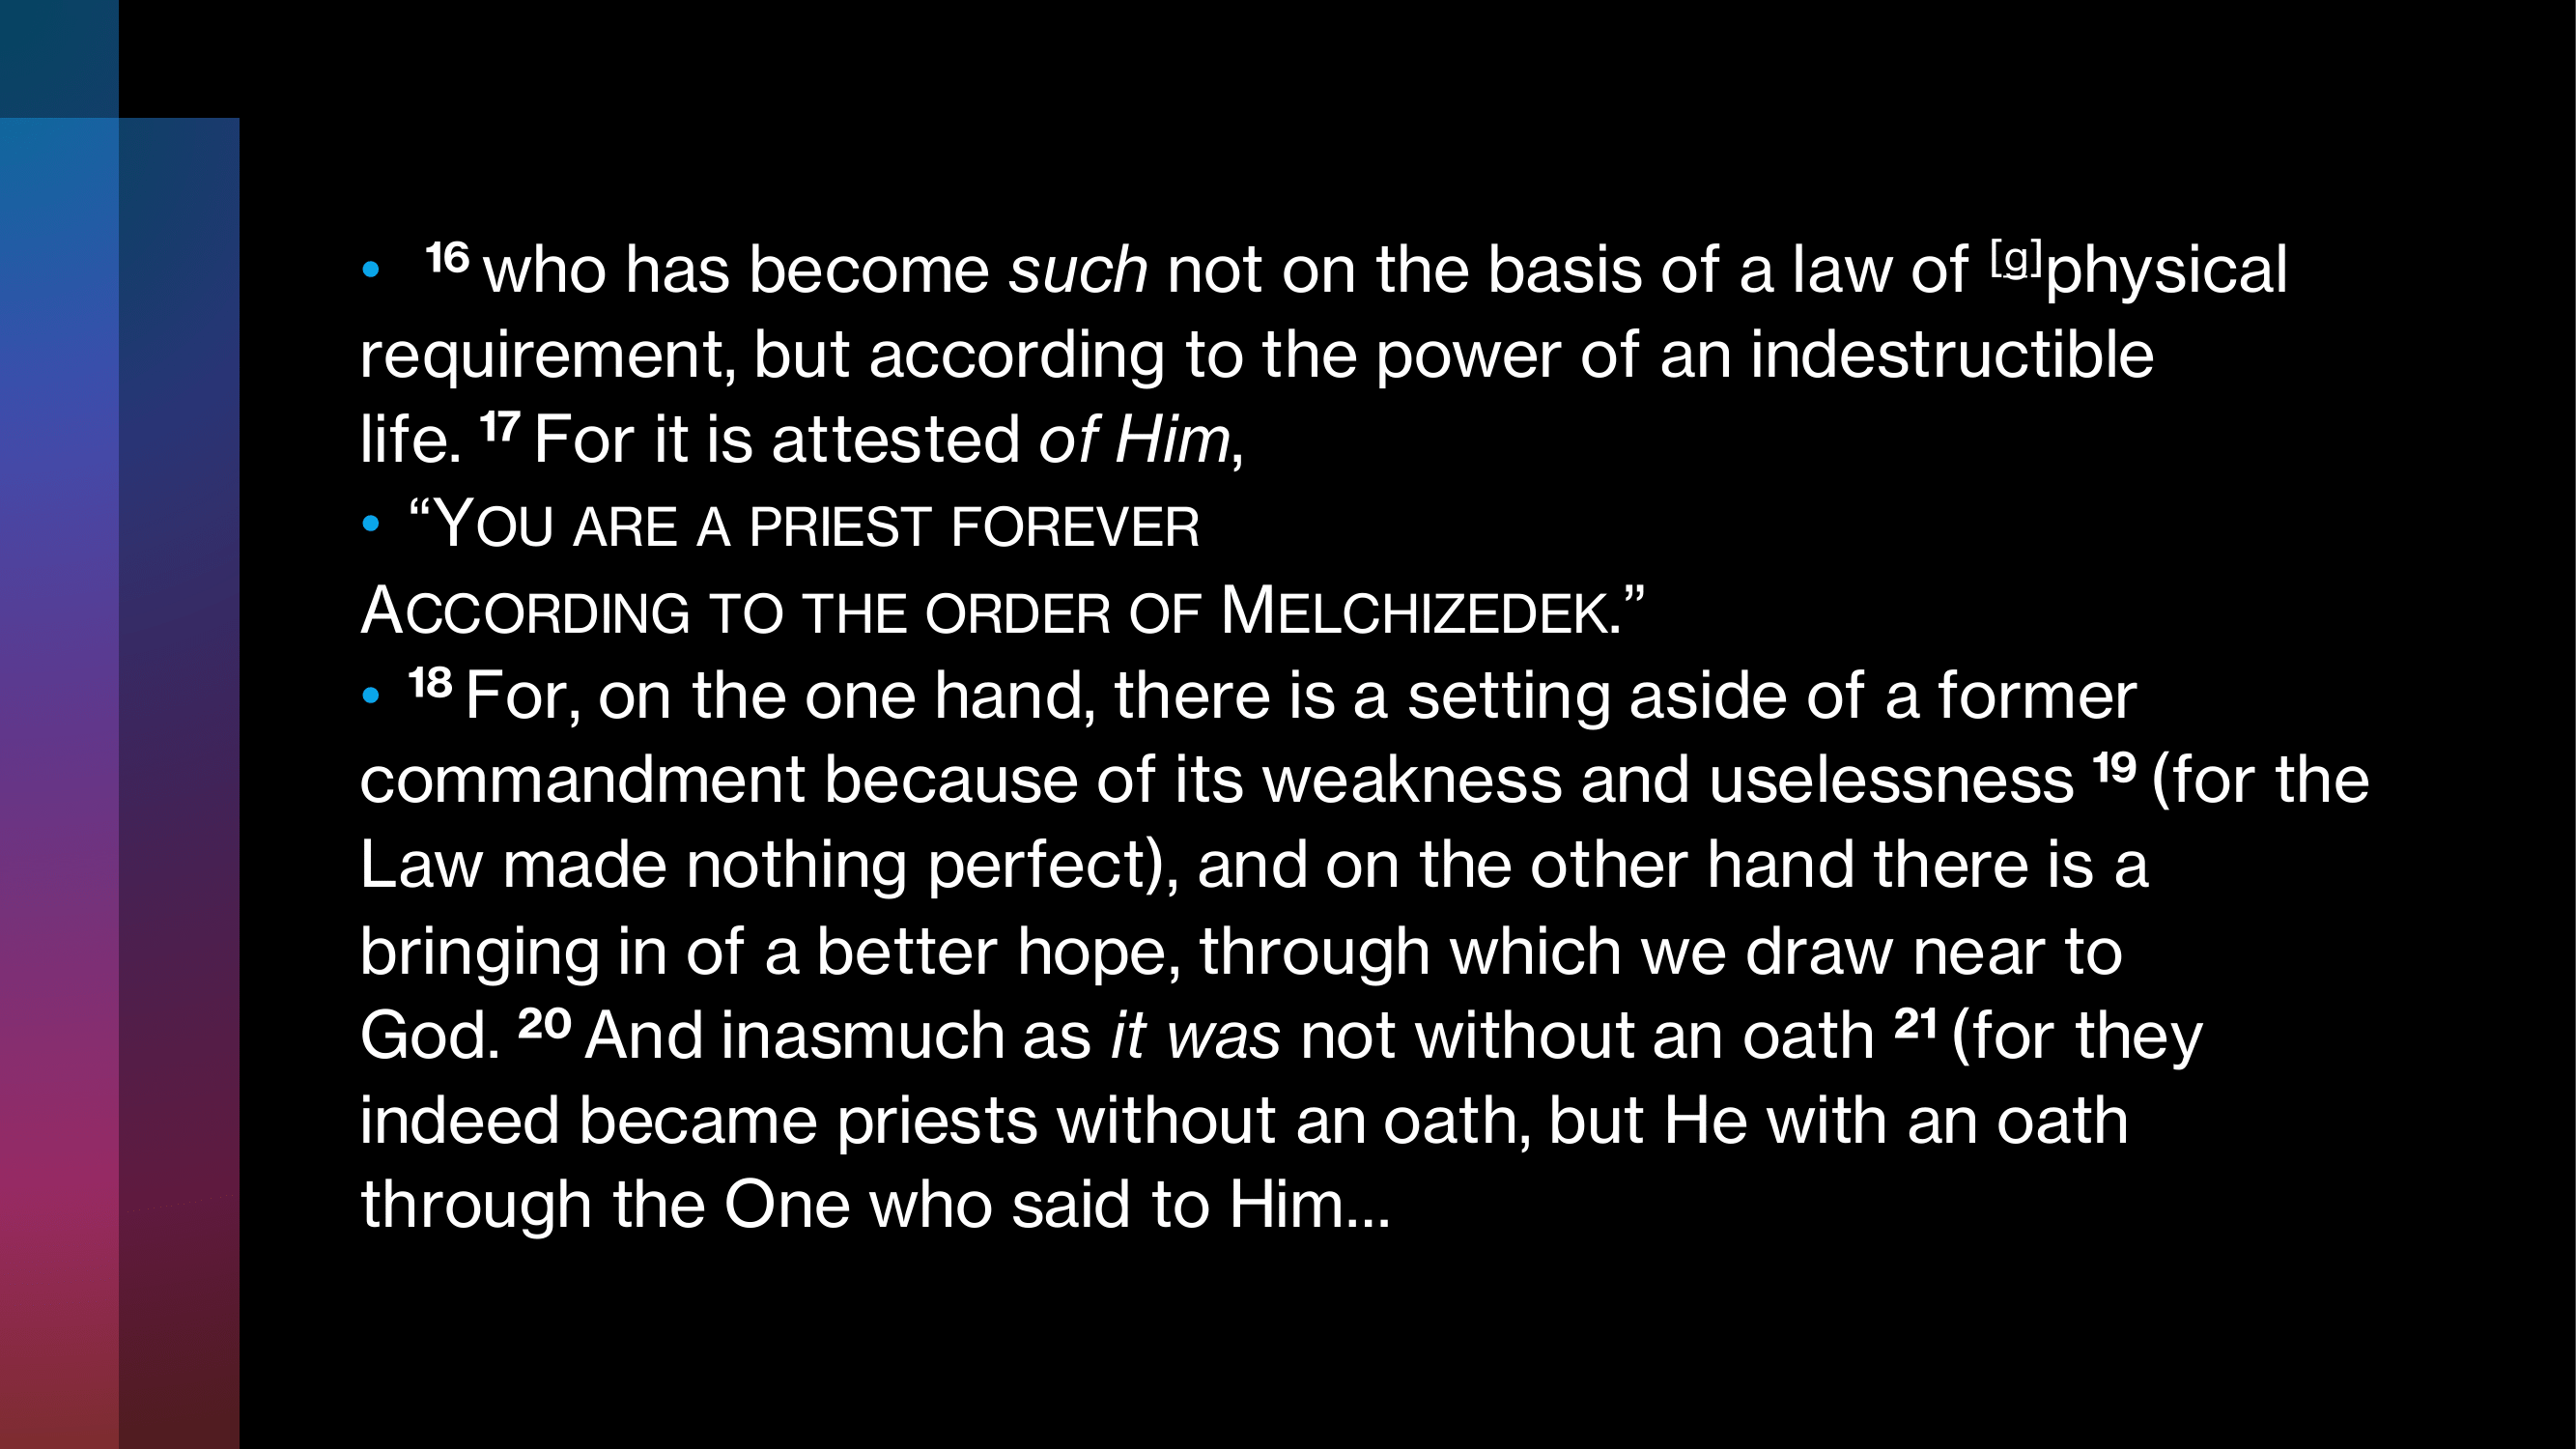 • 16 who has become such not on the basis of a law of [g]physical
requirement, but according to the power of an indestructible
life. 17 For it is attested of Him,
• “YOU ARE A PRIEST FOREVER
ACCORDING TO THE ORDER OF MELCHIZEDEK.”
• 18 For, on the one hand, there is a setting aside of a former
commandment because of its weakness and uselessness 19 (for the
Law made nothing perfect), and on the other hand there is a
bringing in of a better hope, through which we draw near to
God. 20 And inasmuch as it was not without an oath 21 (for they
indeed became priests without an oath, but He with an oath
through the One who said to Him...